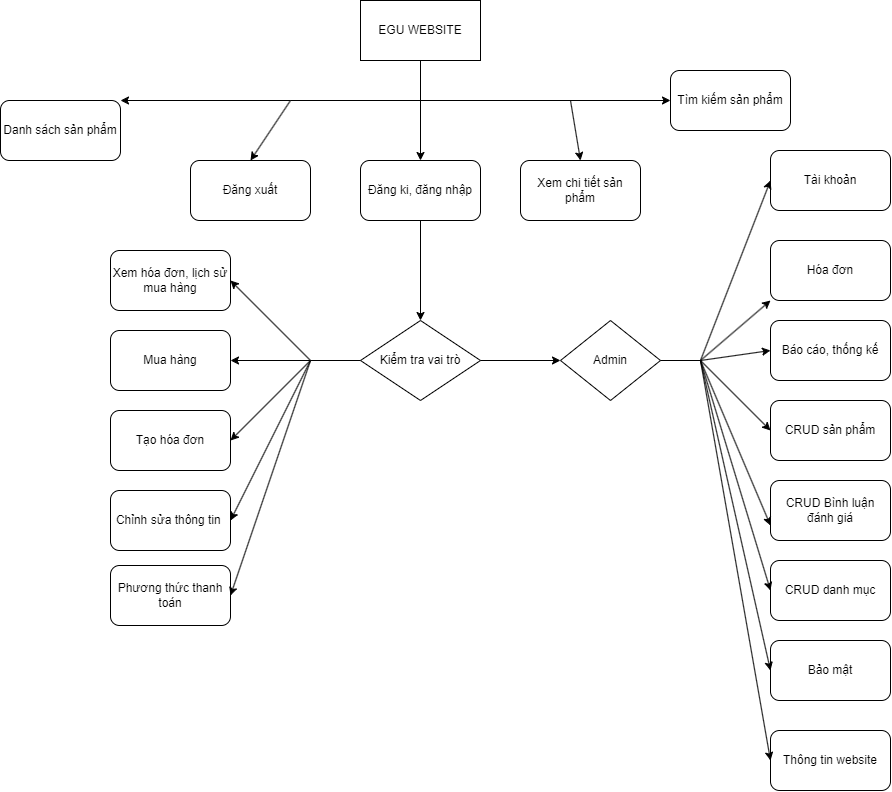 EGU WEBSITE
Danh sách sản phẩm
Tìm kiếm sản phẩm
Đăng xuất
Đăng kí, đăng nhập
Xem chi tiết sản
phẩm
Tài khoản
Xem hóa đơn, lịch sử
mua hàng
Hóa đơn
Mua hàng
Kiểm tra vai trò
Admin
Báo cáo, thống kế
Tạo hóa đơn
CRUD sản phẩm
Chỉnh sửa thông tin
CRUD Bình luận
đánh giá
Phương thức thanh
toán
CRUD danh mục
Bảo mật
Thông tin website